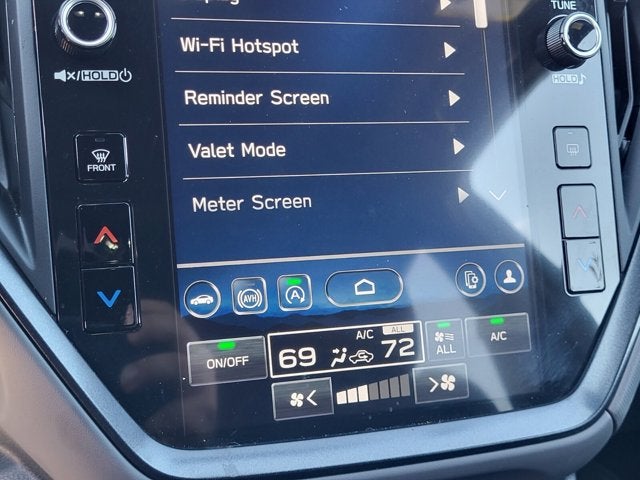 TUNE
Wi-Fi Hotspot
HOLD
HOLD
Reminder Screen
Valet Mode
FRONT
Meter Screen
AVH
A
A/C
ALL
ON/OFF
69
72
ALL
A/C